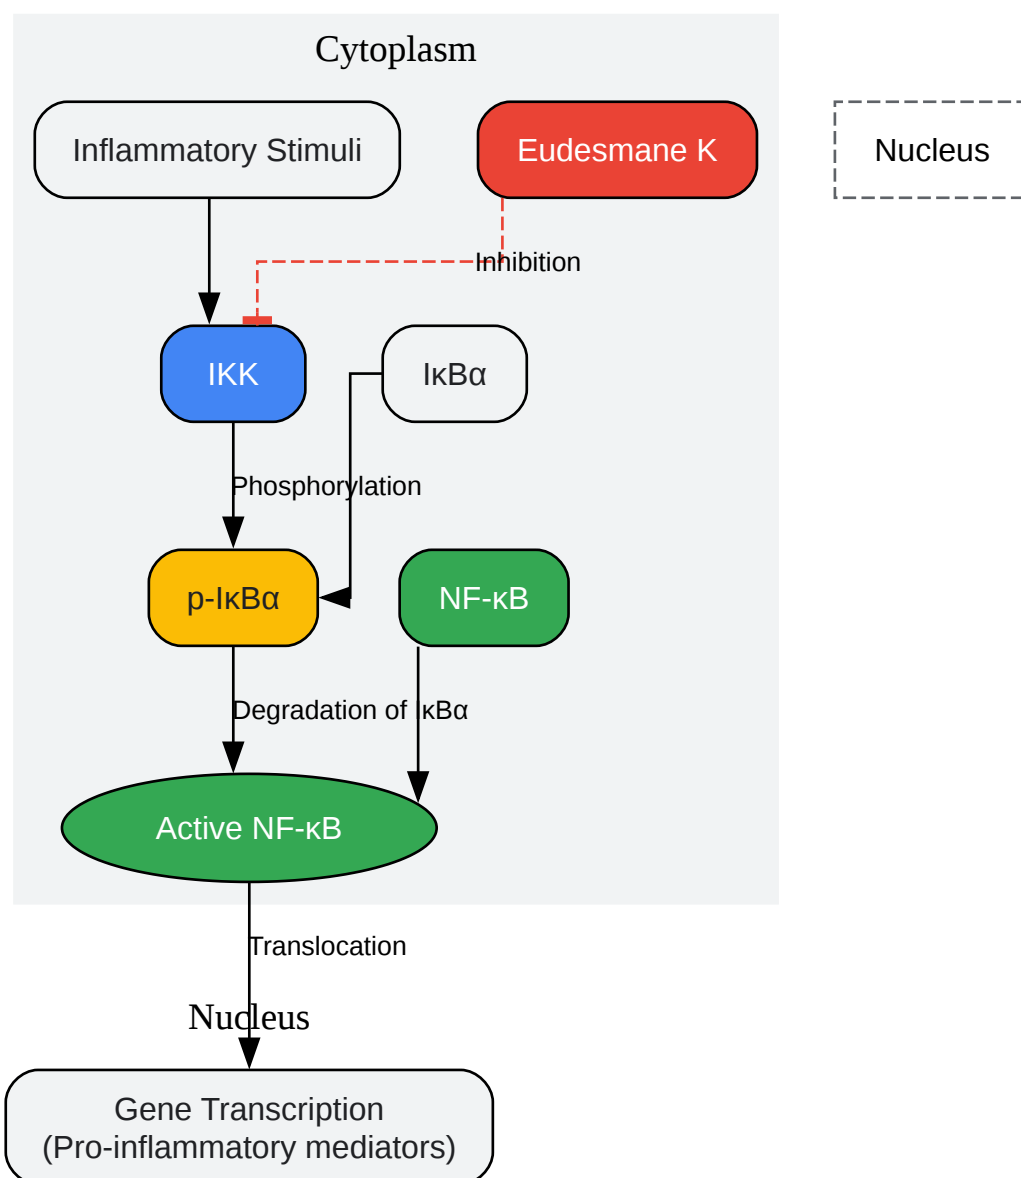 Cytoplasm
Inflammatory Stimuli
Eudesmane K
Nucleus
Inhibition
IKK
IκBα
Phosphorylation
p-IκBα
NF-κB
Degradation of IκBα
Active NF-κB
Translocation
Nucleus
Gene Transcription
(Pro-inflammatory mediators)